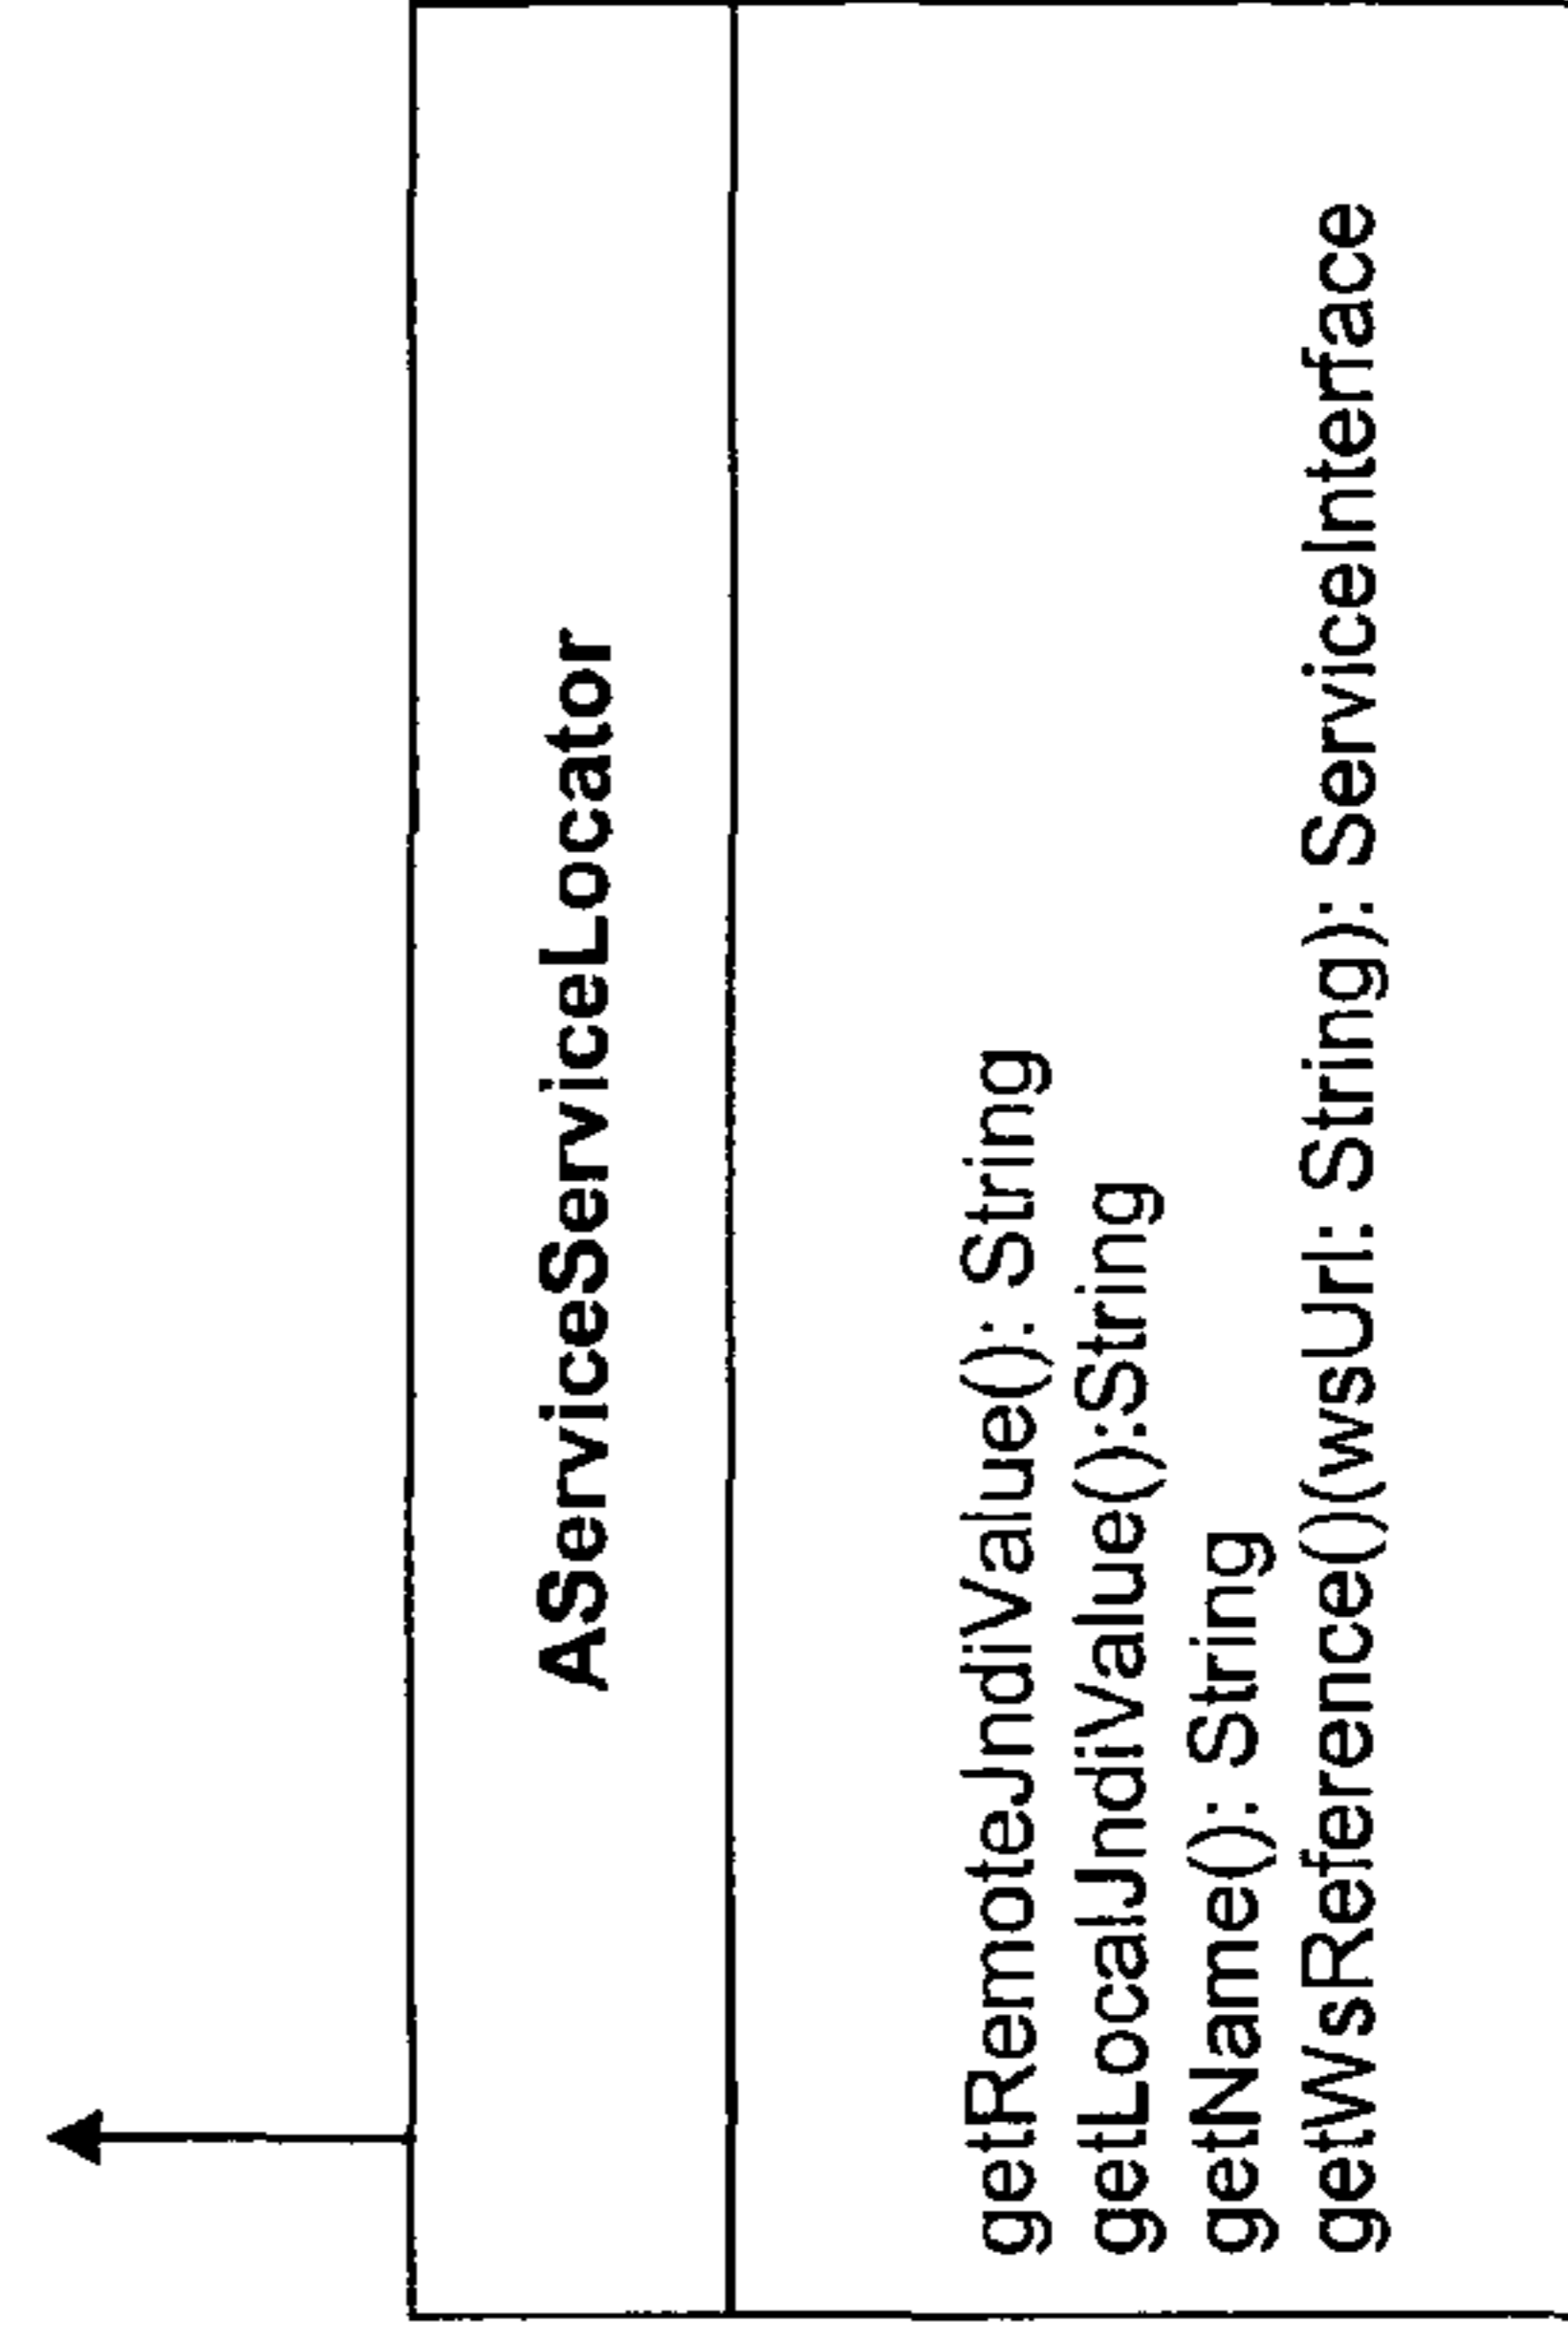 AServiceServiceLocator
getRemoteJndiValue(): String
getLocalJndiValue():String
getName(): String
getWsReference()(wsUrl: String): ServiceInterface